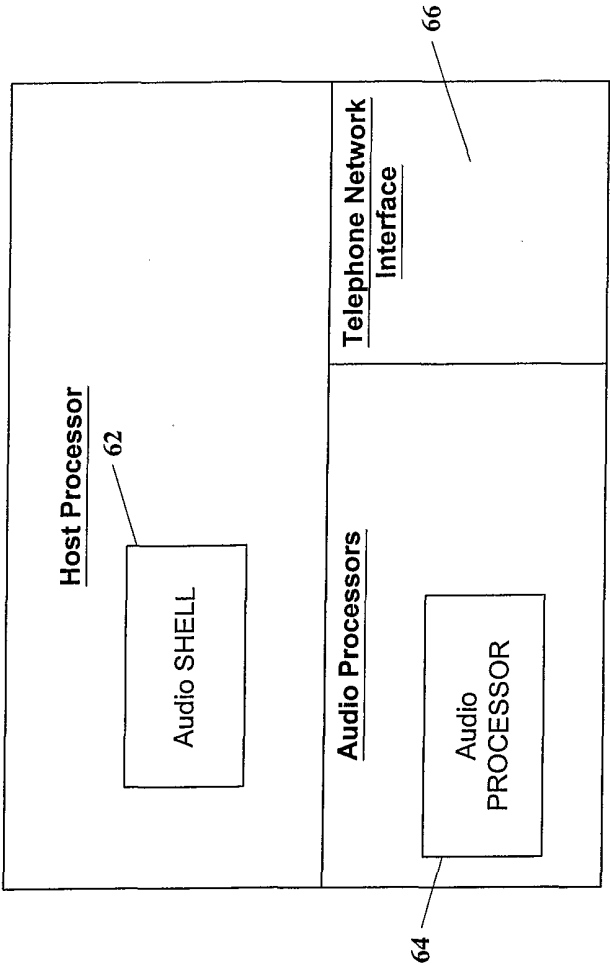 Host Processor
62
Audio SHELL
Audio Processors
Audio
PROCESSOR
64
Telephone Network
Interface
66